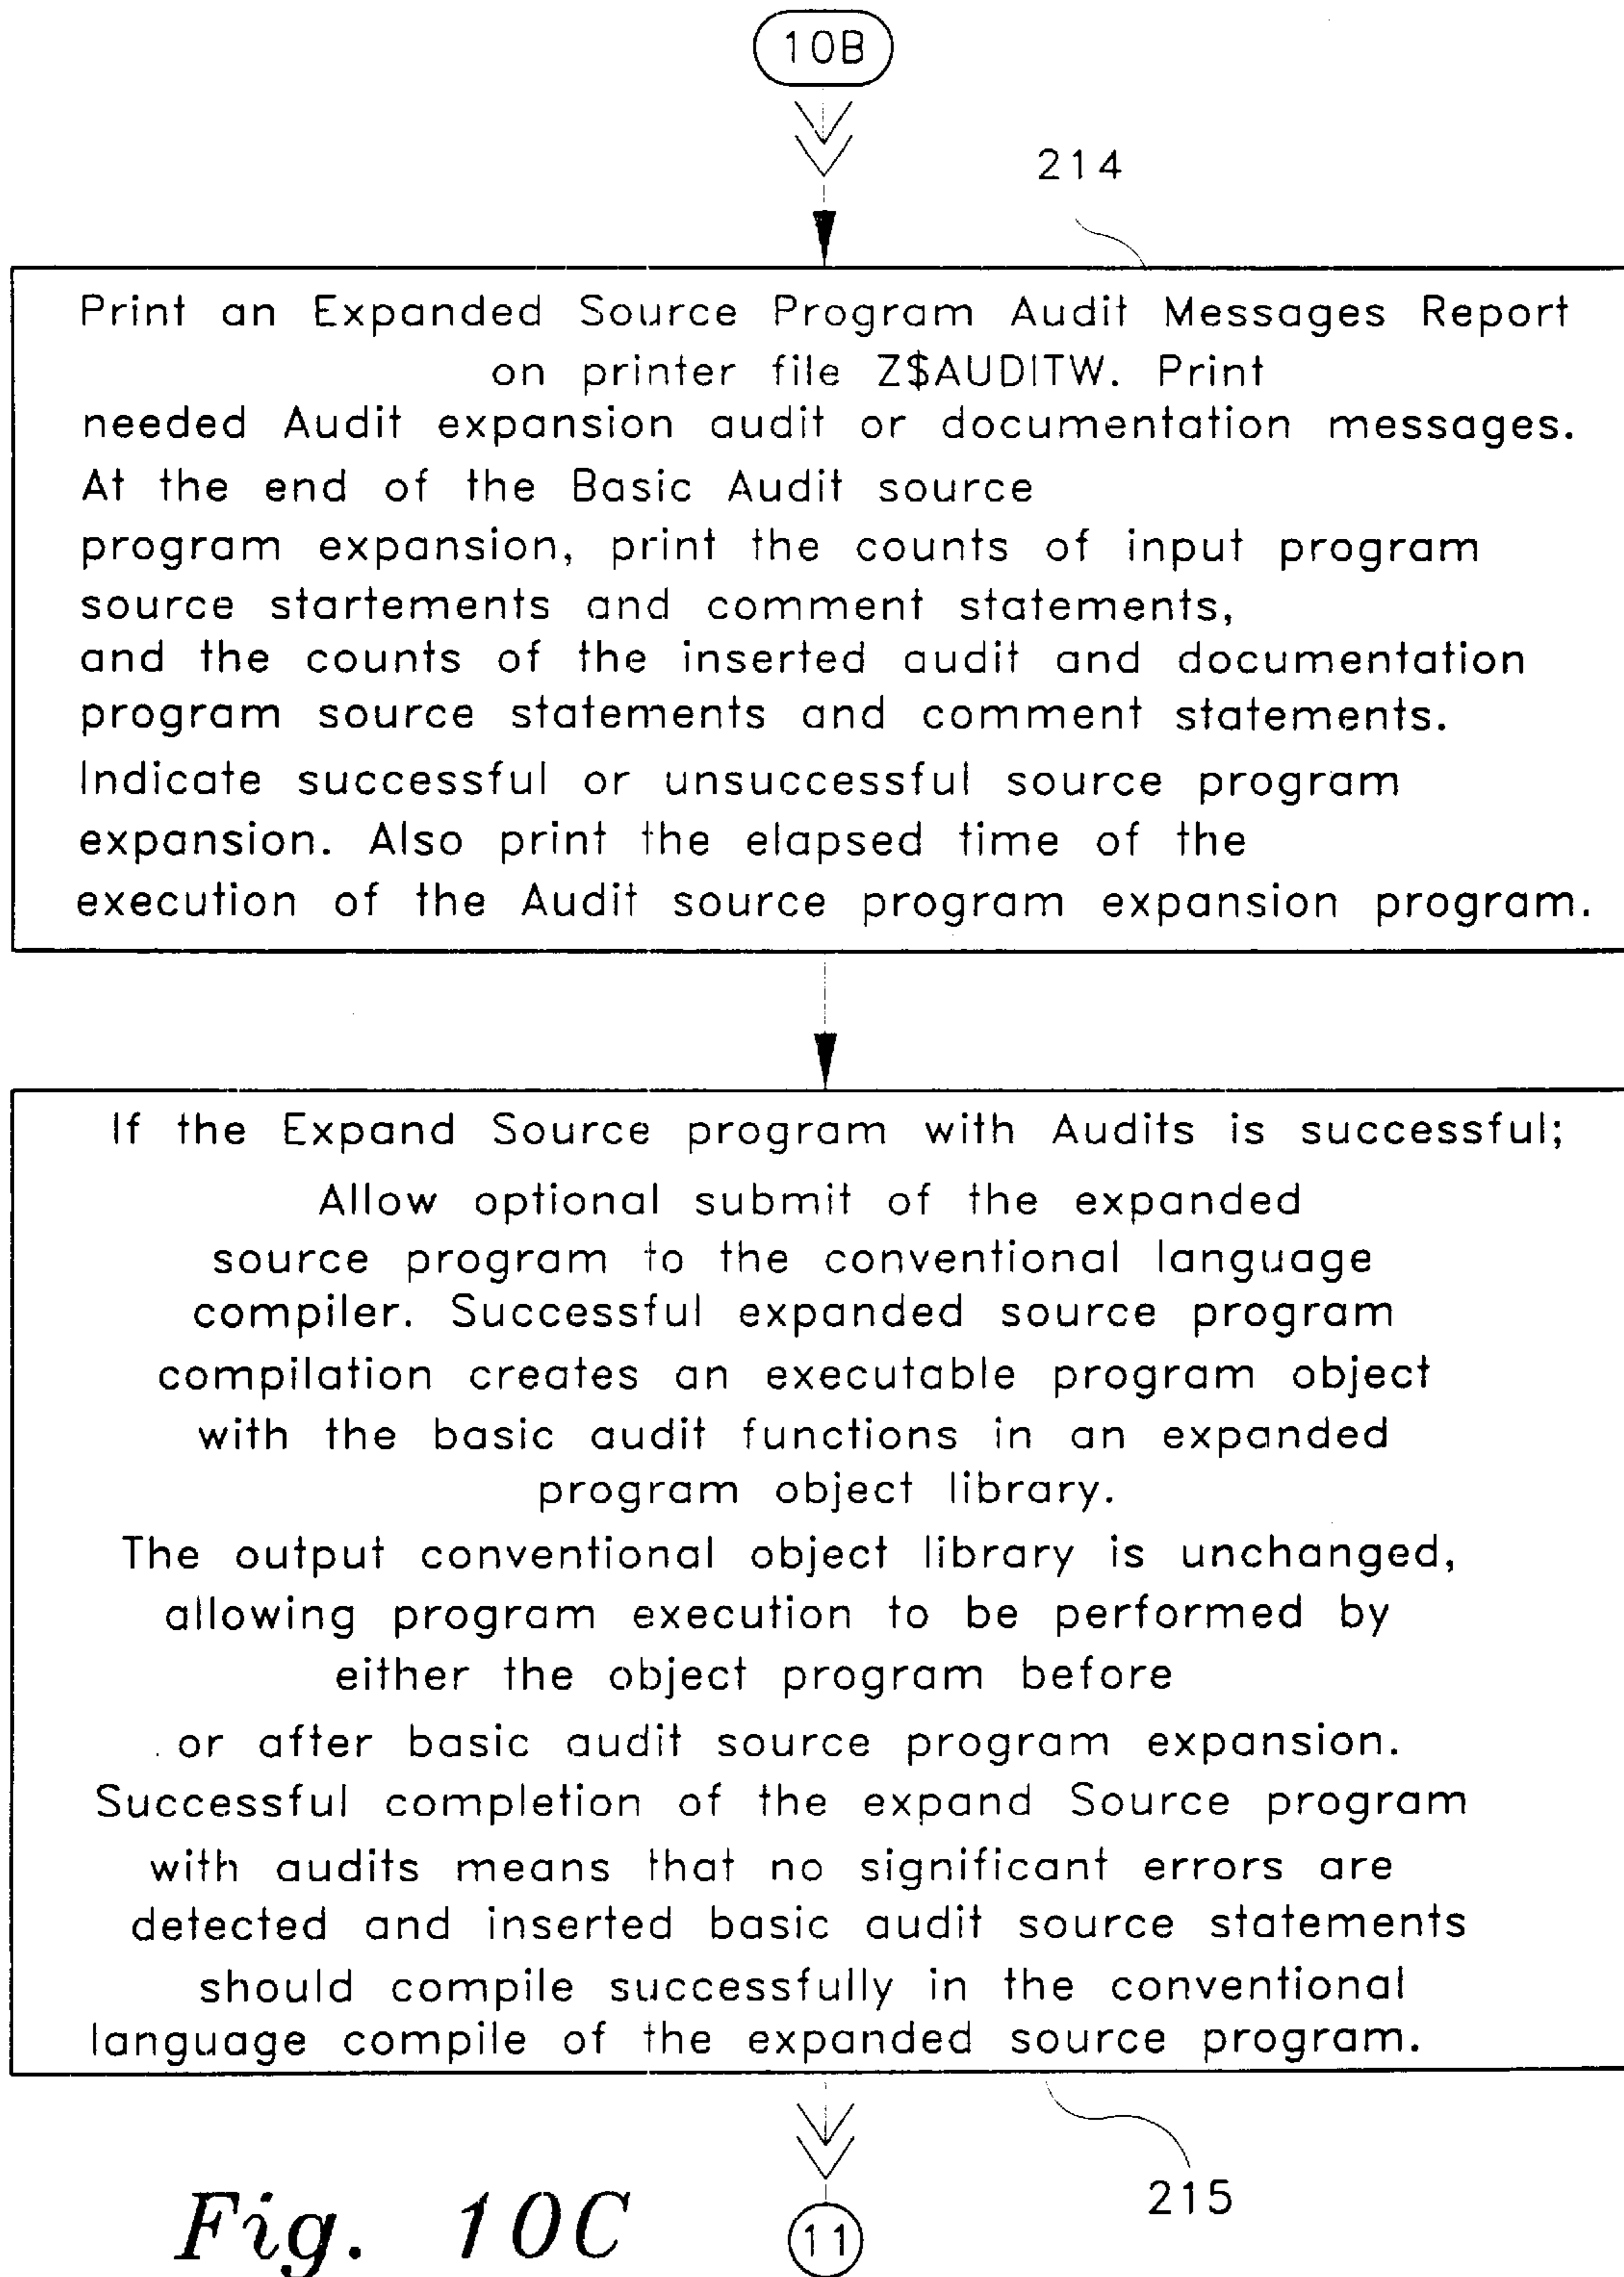 10B
214
Print an Expanded Source Program Audit Messages Report
on printer file Z$AUDITW. Print
needed Audit expansion audit or documentation messages.
At the end of the Basic Audit source
program expansion, print the counts of input program
source startements and comment statements,
and the counts of the inserted audit and documentation
program source statements and comment statements.
Indicate successful or unsuccessful source program
expansion. Also print the elapsed time of the
execution of the Audit source program expansion program.
If the Expand Source program with Audits is successful;
Allow optional submit of the expanded
source program to the conventional language
compiler. Successful expanded source program
compilation creates an executable program object
with the basic audit functions in an expanded
program object library.
The output conventional object library is unchanged,
allowing program execution to be performed by
either the object program before
or after basic audit source program expansion.
Successful completion of the expand Source program
with audits means that no significant errors are
detected and inserted basic audit source statements
should compile successfully in the conventional
language compile of the expanded source program.
215
Fig. 10C
11